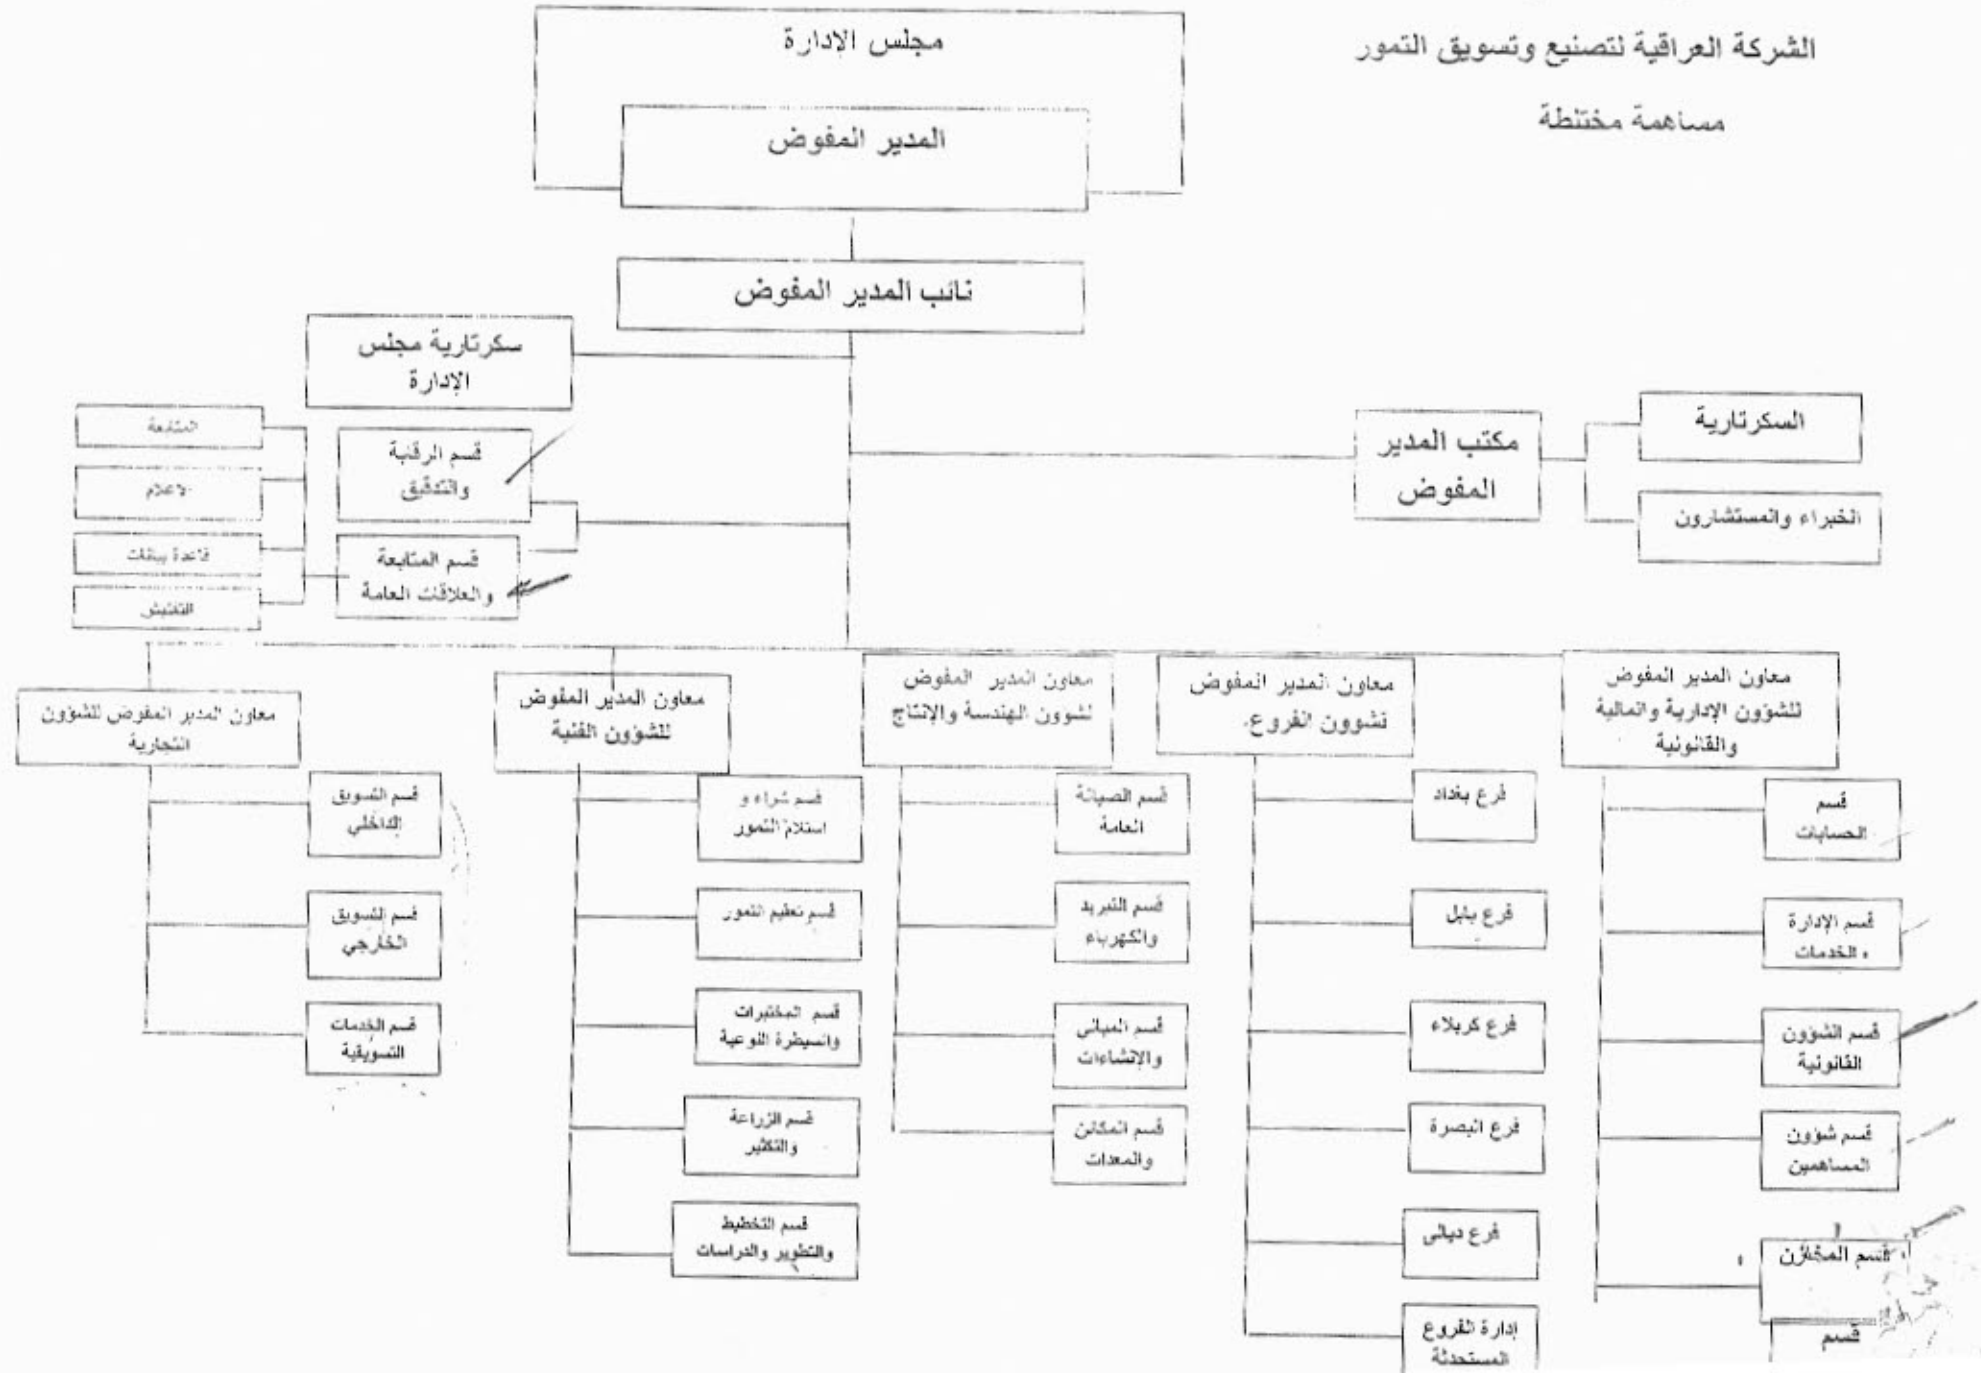 الشركة العراقية لتصنيع وتسويق التمور
مساهمة مختلطة
مجلس الإدارة
المدير المفوض
نائب المدير المفوض
سكرتارية مجلس
الإدارة
السكرتارية
مكتب المدير
المفوض
الخبراء والمستشارون
قسم الرقابة
والتدقيق
قسم المتابعة
والعلاقات العامة
المتابعة
الاعلام
قاعدة بيانات
التفتيش
معاون المدير المفوض
للشؤون الإدارية والمالية
والقانونية
قسم
الحسابات
قسم الإدارة
والخدمات
قسم الشؤون
القانونية
قسم شؤون
المساهمين
قسم المخازن
قسم
معاون المدير المفوض
لشوون الفروع.
فرع بغداد
فرع بابل
فرع كربلاء
فرع البصرة
فرع ديالى
إدارة الفروع
المستحدثة
معاون المدير المفوض
لشوون الهندسة والإنتاج
قسم الصيانة
العامة
قسم التبريد
والكهرباء
قسم المباني
والإنشاءات
قسم المكائن
والمعدات
معاون المدير المفوض
للشؤون الفنية
قسم شراء و
استلام التمور
قسم تعظيم التمور
قسم المختبرات
والسيطرة النوعية
قسم الزراعة
والتكثير
قسم التخطيط
والتطوير والدراسات
معاون المدير المفوض للشؤون
التجارية
قسم التسويق
الداخلي
قسم التسويق
الخارجي
قسم الخدمات
التسويقية